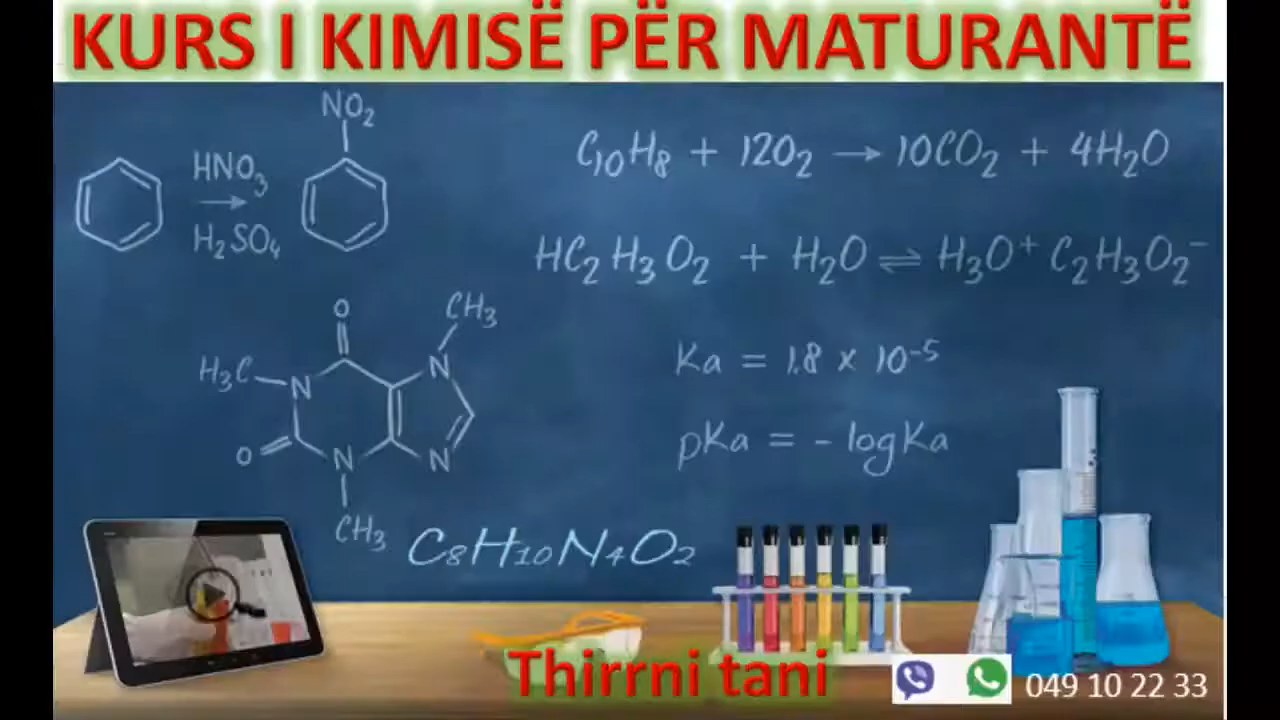 KURS I KIMISË PËR MATURANTË
NO₂
HNO₃
H₂SO₄
C₁₀H₈ + 12O₂ → 10CO₂ + 4H₂O
HC₂H₃O₂ + H₂O ⇌ H₃O⁺ C₂H₃O₂⁻
O
CH₃
H₃C
N
N
Ka = 1.8 x 10⁻⁵
O
N
N
pKa = - logKa
CH₃
C₈H₁₀N₄O₂
Thirrni tani
049 10 22 33